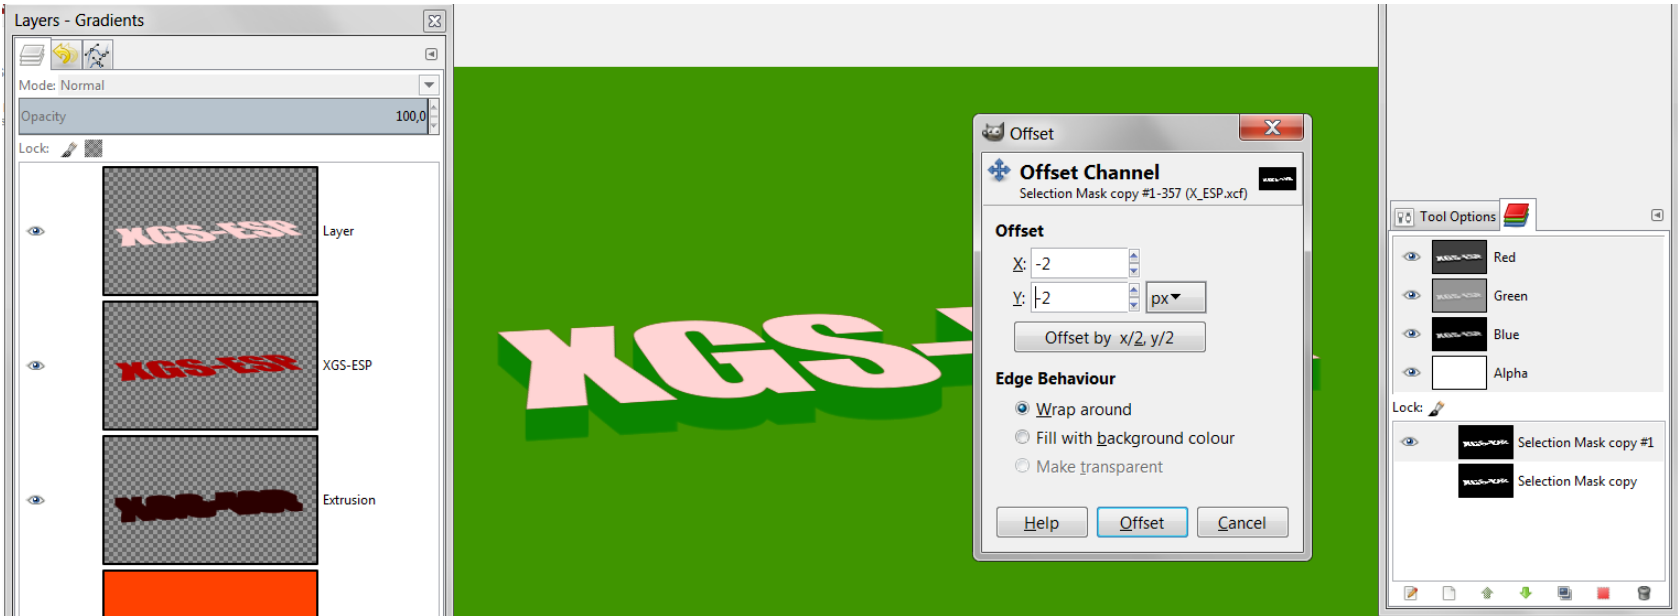 Layers - Gradients
Mode: Normal
Opacity 100,0
Lock:
XGS-ESP
Layer
XGS-ESP
XGS-ESP
Extrusion
XGS-
Offset
Offset Channel
Selection Mask copy #1-357 (X_ESP.xcf)
Offset
X: -2
Y: -2 px
Offset by x/2, y/2
Edge Behaviour
Wrap around
Fill with background colour
Make transparent
Help Offset Cancel
Tool Options
Red
Green
Blue
Alpha
Lock:
Selection Mask copy #1
Selection Mask copy